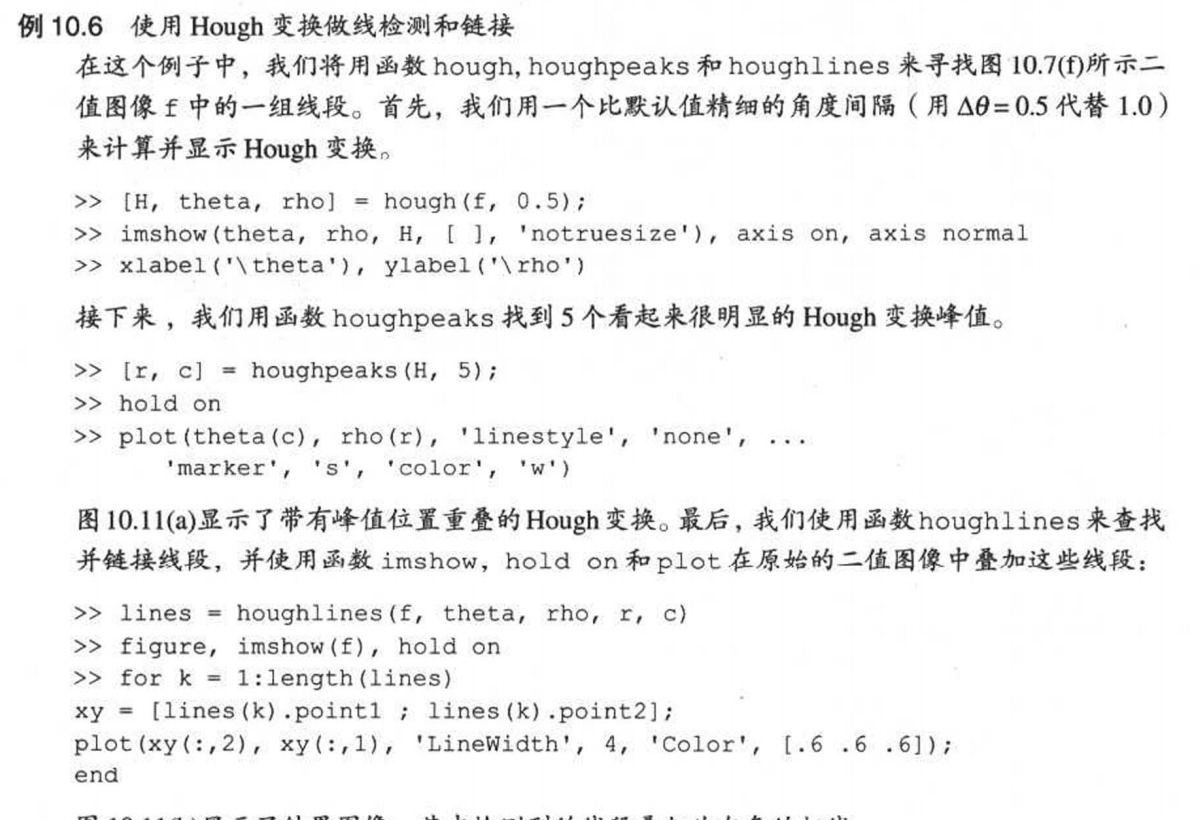 例 10.6 使用 Hough 变换做线检测和链接
在这个例子中，我们将用函数 hough, houghpeaks 和 houghlines 来寻找图 10.7(f)所示二
值图像 f 中的一组线段。首先，我们用一个比默认值精细的角度间隔（用 Δθ = 0.5 代替 1.0）
来计算并显示 Hough 变换。
>> [H, theta, rho] = hough(f, 0.5);
>> imshow(theta, rho, H, [ ], 'notruesize'), axis on, axis normal
>> xlabel('\theta'), ylabel('\rho')
接下来，我们用函数 houghpeaks 找到 5 个看起来很明显的 Hough 变换峰值。
>> [r, c] = houghpeaks(H, 5);
>> hold on
>> plot(theta(c), rho(r), 'linestyle', 'none', ...
'marker', 's', 'color', 'w')
图 10.11(a)显示了带有峰值位置重叠的 Hough 变换。最后，我们使用函数 houghlines 来查找
并链接线段，并使用函数 imshow, hold on 和 plot 在原始的二值图像中叠加这些线段：
>> lines = houghlines(f, theta, rho, r, c)
>> figure, imshow(f), hold on
>> for k = 1:length(lines)
xy = [lines(k).point1 ; lines(k).point2];
plot(xy(:,2), xy(:,1), 'LineWidth', 4, 'Color', [.6 .6 .6]);
end